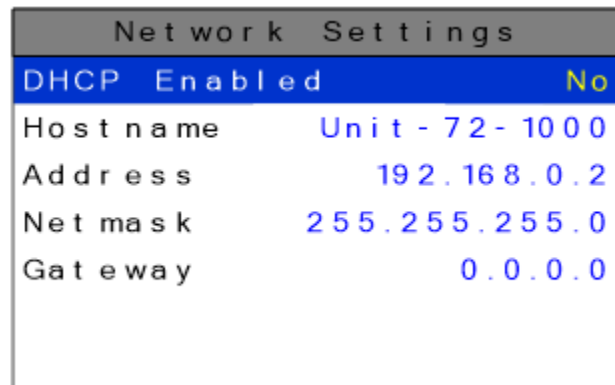 Network Settings
DHCP Enabled No
Hostname Unit-72-1000
Address 192.168.0.2
Netmask 255.255.255.0
Gateway 0.0.0.0